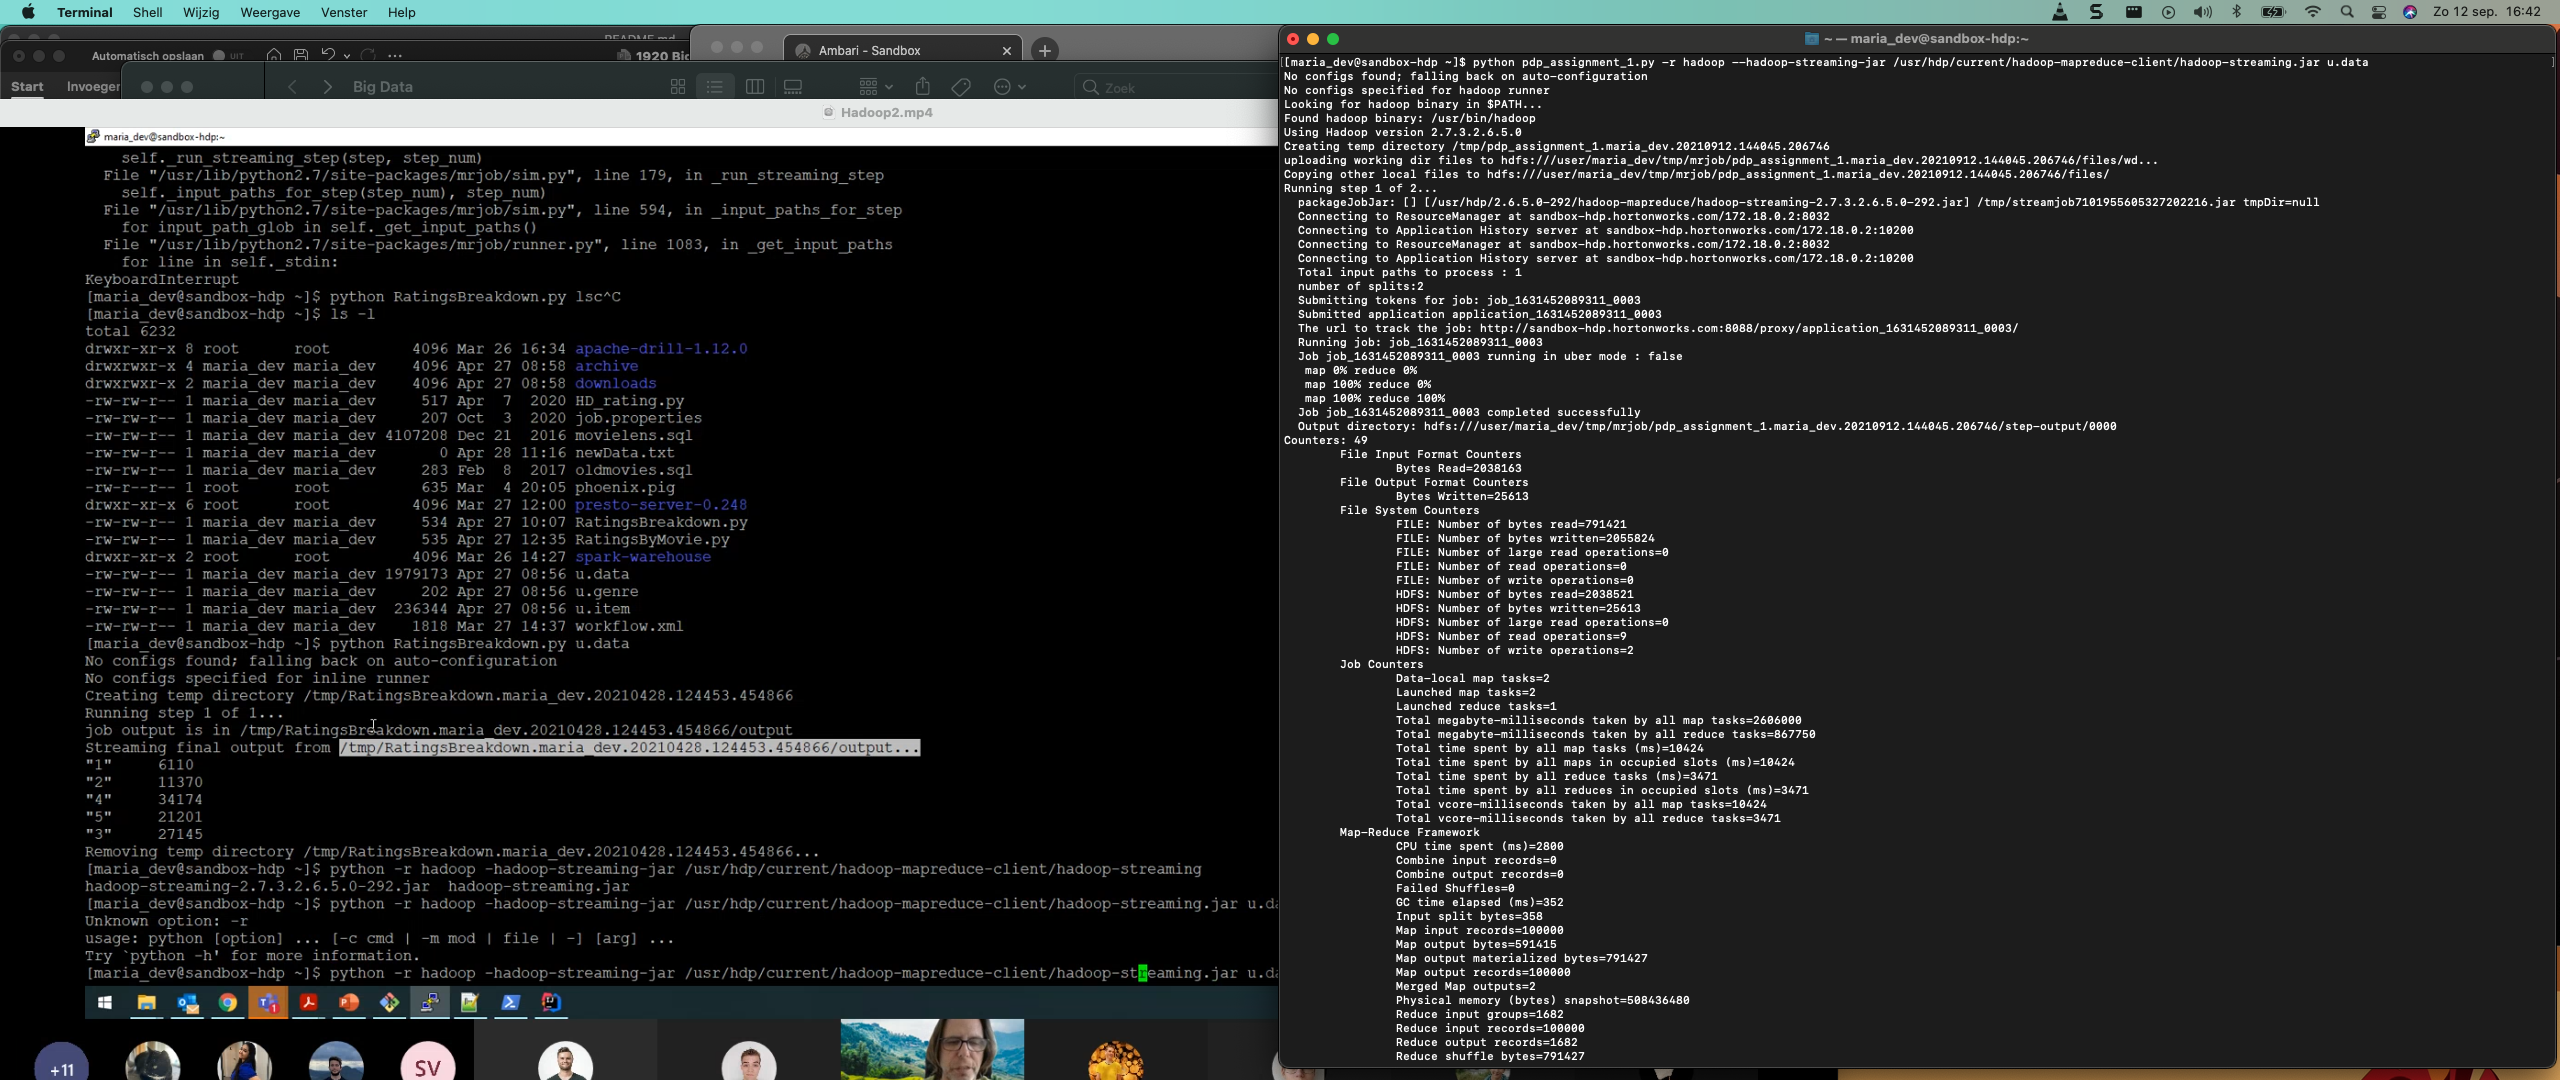 Terminal Shell Wijzig Weergave Venster Help
Zo 12 sep. 16:42
README.md
Automatisch opslaan UIT
1920 Bi
Ambari - Sandbox
Start Invoegen
Big Data
Zoek
Hadoop2.mp4
maria_dev@sandbox-hdp:~
self._run_streaming_step(step, step_num)
File "/usr/lib/python2.7/site-packages/mrjob/sim.py", line 179, in _run_streaming_step
self._input_paths_for_step(step_num), step_num)
File "/usr/lib/python2.7/site-packages/mrjob/sim.py", line 594, in _input_paths_for_step
for input_path_glob in self._get_input_paths()
File "/usr/lib/python2.7/site-packages/mrjob/runner.py", line 1083, in _get_input_paths
for line in self._stdin:
KeyboardInterrupt
[maria_dev@sandbox-hdp ~]$ python RatingsBreakdown.py lsc^C
[maria_dev@sandbox-hdp ~]$ ls -l
total 6232
drwxr-xr-x 8 root root 4096 Mar 26 16:34 apache-drill-1.12.0
drwxrwxr-x 4 maria_dev maria_dev 4096 Apr 27 08:58 archive
drwxrwxr-x 2 maria_dev maria_dev 4096 Apr 27 08:58 downloads
-rw-rw-r-- 1 maria_dev maria_dev 517 Apr 7 2020 HD_rating.py
-rw-rw-r-- 1 maria_dev maria_dev 207 Oct 3 2020 job.properties
-rw-rw-r-- 1 maria_dev maria_dev 4107208 Dec 21 2016 movielens.sql
-rw-rw-r-- 1 maria_dev maria_dev 0 Apr 28 11:16 newData.txt
-rw-rw-r-- 1 maria_dev maria_dev 283 Feb 8 2017 oldmovies.sql
-rw-r--r-- 1 root root 635 Mar 4 20:05 phoenix.pig
drwxr-xr-x 6 root root 4096 Mar 27 12:00 presto-server-0.248
-rw-rw-r-- 1 maria_dev maria_dev 534 Apr 27 10:07 RatingsBreakdown.py
-rw-rw-r-- 1 maria_dev maria_dev 535 Apr 27 12:35 RatingsByMovie.py
drwxr-xr-x 2 root root 4096 Mar 26 14:27 spark-warehouse
-rw-rw-r-- 1 maria_dev maria_dev 1979173 Apr 27 08:56 u.data
-rw-rw-r-- 1 maria_dev maria_dev 202 Apr 27 08:56 u.genre
-rw-rw-r-- 1 maria_dev maria_dev 236344 Apr 27 08:56 u.item
-rw-rw-r-- 1 maria_dev maria_dev 1818 Mar 27 14:37 workflow.xml
[maria_dev@sandbox-hdp ~]$ python RatingsBreakdown.py u.data
No configs found; falling back on auto-configuration
No configs specified for inline runner
Creating temp directory /tmp/RatingsBreakdown.maria_dev.20210428.124453.454866
Running step 1 of 1...
job output is in /tmp/RatingsBreakdown.maria_dev.20210428.124453.454866/output
Streaming final output from /tmp/RatingsBreakdown.maria_dev.20210428.124453.454866/output...
"1" 6110
"2" 11370
"4" 34174
"5" 21201
"3" 27145
Removing temp directory /tmp/RatingsBreakdown.maria_dev.20210428.124453.454866...
[maria_dev@sandbox-hdp ~]$ python -r hadoop -hadoop-streaming-jar /usr/hdp/current/hadoop-mapreduce-client/hadoop-streaming
hadoop-streaming-2.7.3.2.6.5.0-292.jar hadoop-streaming.jar
[maria_dev@sandbox-hdp ~]$ python -r hadoop -hadoop-streaming-jar /usr/hdp/current/hadoop-mapreduce-client/hadoop-streaming.jar u.da
Unknown option: -r
usage: python [option] ... [-c cmd | -m mod | file | -] [arg] ...
Try `python -h' for more information.
[maria_dev@sandbox-hdp ~]$ python -r hadoop -hadoop-streaming-jar /usr/hdp/current/hadoop-mapreduce-client/hadoop-streaming.jar u.da
+11
SV
~ — maria_dev@sandbox-hdp:~
[[maria_dev@sandbox-hdp ~]$ python pdp_assignment_1.py -r hadoop --hadoop-streaming-jar /usr/hdp/current/hadoop-mapreduce-client/hadoop-streaming.jar u.data ]
No configs found; falling back on auto-configuration
No configs specified for hadoop runner
Looking for hadoop binary in $PATH...
Found hadoop binary: /usr/bin/hadoop
Using Hadoop version 2.7.3.2.6.5.0
Creating temp directory /tmp/pdp_assignment_1.maria_dev.20210912.144045.206746
uploading working dir files to hdfs:///user/maria_dev/tmp/mrjob/pdp_assignment_1.maria_dev.20210912.144045.206746/files/wd...
Copying other local files to hdfs:///user/maria_dev/tmp/mrjob/pdp_assignment_1.maria_dev.20210912.144045.206746/files/
Running step 1 of 2...
packageJobJar: [] [/usr/hdp/2.6.5.0-292/hadoop-mapreduce/hadoop-streaming-2.7.3.2.6.5.0-292.jar] /tmp/streamjob7101955605327202216.jar tmpDir=null
Connecting to ResourceManager at sandbox-hdp.hortonworks.com/172.18.0.2:8032
Connecting to Application History server at sandbox-hdp.hortonworks.com/172.18.0.2:10200
Connecting to ResourceManager at sandbox-hdp.hortonworks.com/172.18.0.2:8032
Connecting to Application History server at sandbox-hdp.hortonworks.com/172.18.0.2:10200
Total input paths to process : 1
number of splits:2
Submitting tokens for job: job_1631452089311_0003
Submitted application application_1631452089311_0003
The url to track the job: http://sandbox-hdp.hortonworks.com:8088/proxy/application_1631452089311_0003/
Running job: job_1631452089311_0003
Job job_1631452089311_0003 running in uber mode : false
map 0% reduce 0%
map 100% reduce 0%
map 100% reduce 100%
Job job_1631452089311_0003 completed successfully
Output directory: hdfs:///user/maria_dev/tmp/mrjob/pdp_assignment_1.maria_dev.20210912.144045.206746/step-output/0000
Counters: 49
File Input Format Counters
Bytes Read=2038163
File Output Format Counters
Bytes Written=25613
File System Counters
FILE: Number of bytes read=791421
FILE: Number of bytes written=2055824
FILE: Number of large read operations=0
FILE: Number of read operations=0
FILE: Number of write operations=0
HDFS: Number of bytes read=2038521
HDFS: Number of bytes written=25613
HDFS: Number of large read operations=0
HDFS: Number of read operations=9
HDFS: Number of write operations=2
Job Counters
Data-local map tasks=2
Launched map tasks=2
Launched reduce tasks=1
Total megabyte-milliseconds taken by all map tasks=2606000
Total megabyte-milliseconds taken by all reduce tasks=867750
Total time spent by all map tasks (ms)=10424
Total time spent by all maps in occupied slots (ms)=10424
Total time spent by all reduce tasks (ms)=3471
Total time spent by all reduces in occupied slots (ms)=3471
Total vcore-milliseconds taken by all map tasks=10424
Total vcore-milliseconds taken by all reduce tasks=3471
Map-Reduce Framework
CPU time spent (ms)=2800
Combine input records=0
Combine output records=0
Failed Shuffles=0
GC time elapsed (ms)=352
Input split bytes=358
Map input records=100000
Map output bytes=591415
Map output materialized bytes=791427
Map output records=100000
Merged Map outputs=2
Physical memory (bytes) snapshot=508436480
Reduce input groups=1682
Reduce input records=100000
Reduce output records=1682
Reduce shuffle bytes=791427